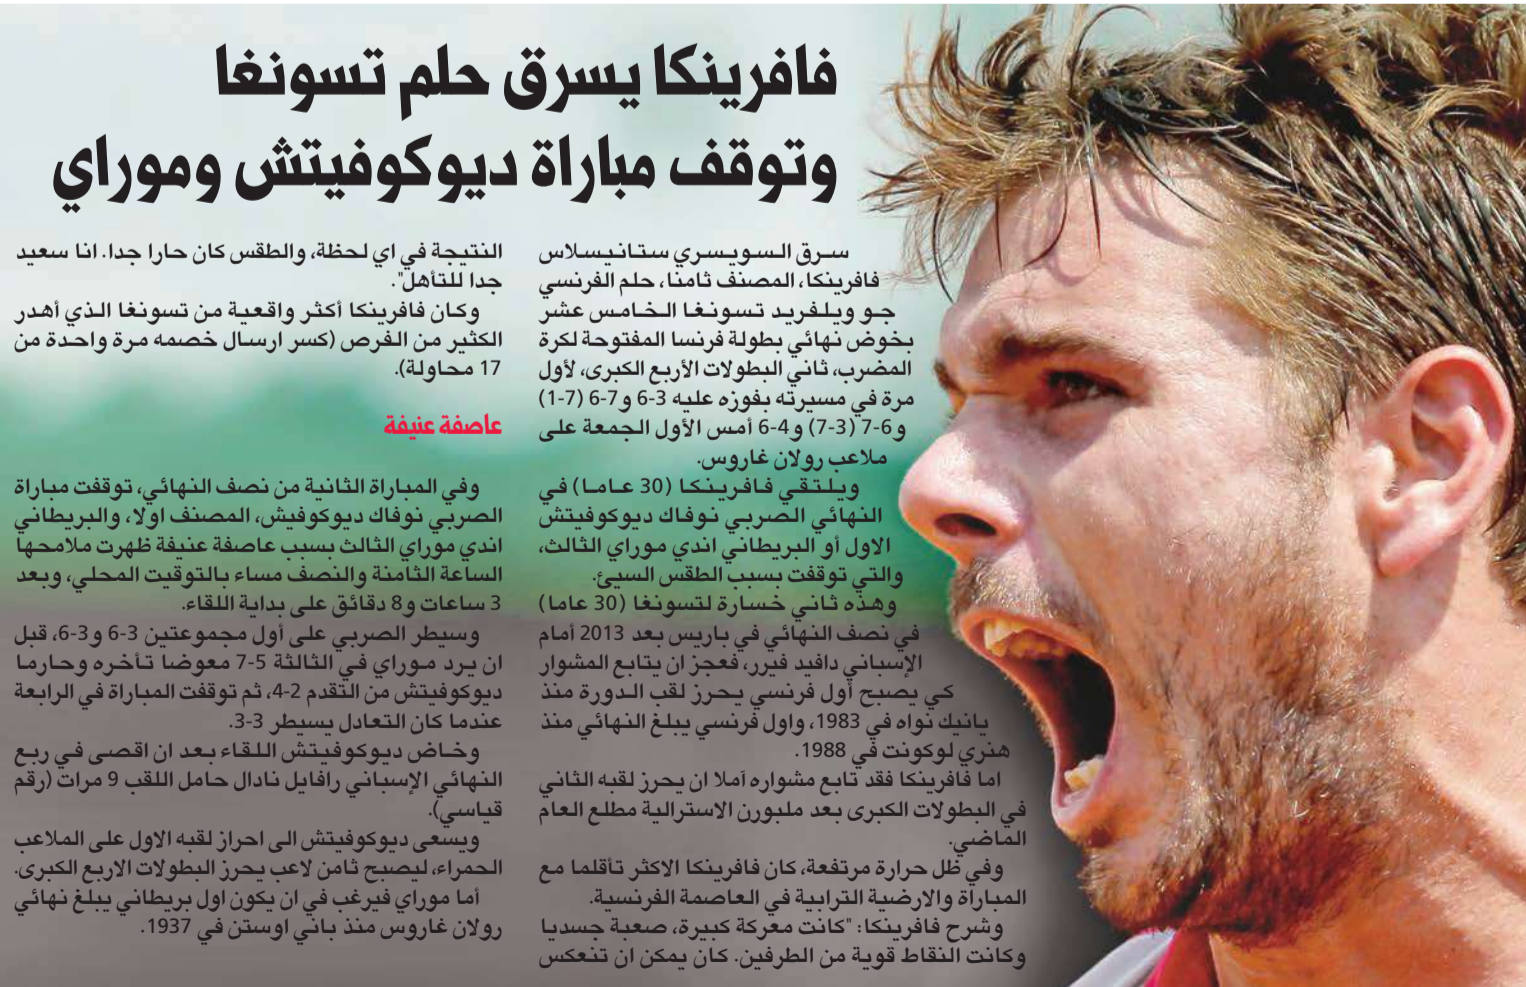 فافرينكا يسرق حلم تسونغا
وتوقف مباراة ديوكوفيتش وموراي
سرق السويسري ستانيسلاس
فافرينكا، المصنف ثامنا، حلم الفرنسي
جو ويلفريد تسونغا الخامس عشر
بخوض نهائي بطولة فرنسا المفتوحة لكرة
المضرب، ثاني البطولات الأربع الكبرى، لأول
مرة في مسيرته بفوزه عليه 3-6 و7-6 (7-1)
و6-7 (3-7) و4-6 أمس الأول الجمعة على
ملاعب رولان غاروس.
ويلتقي فافرينكا (30 عاما) في
النهائي الصربي نوفاك ديوكوفيتش
الاول أو البريطاني اندي موراي الثالث،
والتي توقفت بسبب الطقس السيئ.
وهذه ثاني خسارة لتسونغا (30 عاما)
في نصف النهائي في باريس بعد 2013 أمام
الإسباني دافيد فيرر، فعجز ان يتابع المشوار
كي يصبح أول فرنسي يحرز لقب الدورة منذ
يانيك نواه في 1983، واول فرنسي يبلغ النهائي منذ
هنري لوكونت في 1988.
اما فافرينكا فقد تابع مشواره آملا ان يحرز لقبه الثاني
في البطولات الكبرى بعد ملبورن الاسترالية مطلع العام
الماضي.
وفي ظل حرارة مرتفعة، كان فافرينكا الاكثر تأقلما مع
المباراة والارضية الترابية في العاصمة الفرنسية.
وشرح فافرينكا: "كانت معركة كبيرة، صعبة جسديا
وكانت النقاط قوية من الطرفين. كان يمكن ان تنعكس
النتيجة في اي لحظة، والطقس كان حارا جدا. انا سعيد
جدا للتأهل".
وكان فافرينكا أكثر واقعية من تسونغا الذي أهدر
الكثير من الفرص (كسر ارسال خصمه مرة واحدة من
17 محاولة).
عاصفة عنيفة
وفي المباراة الثانية من نصف النهائي، توقفت مباراة
الصربي نوفاك ديوكوفيش، المصنف اولا، والبريطاني
اندي موراي الثالث بسبب عاصفة عنيفة ظهرت ملامحها
الساعة الثامنة والنصف مساء بالتوقيت المحلي، وبعد
3 ساعات و8 دقائق على بداية اللقاء.
وسيطر الصربي على أول مجموعتين 3-6 و3-6، قبل
ان يرد موراي في الثالثة 5-7 معوضا تأخره وحارما
ديوكوفيتش من التقدم 2-4، ثم توقفت المباراة في الرابعة
عندما كان التعادل يسيطر 3-3.
وخاض ديوكوفيتش اللقاء بعد ان اقصى في ربع
النهائي الإسباني رافايل نادال حامل اللقب 9 مرات (رقم
قياسي).
ويسعى ديوكوفيتش الى احراز لقبه الاول على الملاعب
الحمراء، ليصبح ثامن لاعب يحرز البطولات الاربع الكبرى.
أما موراي فيرغب في ان يكون اول بريطاني يبلغ نهائي
رولان غاروس منذ باني اوستن في 1937.